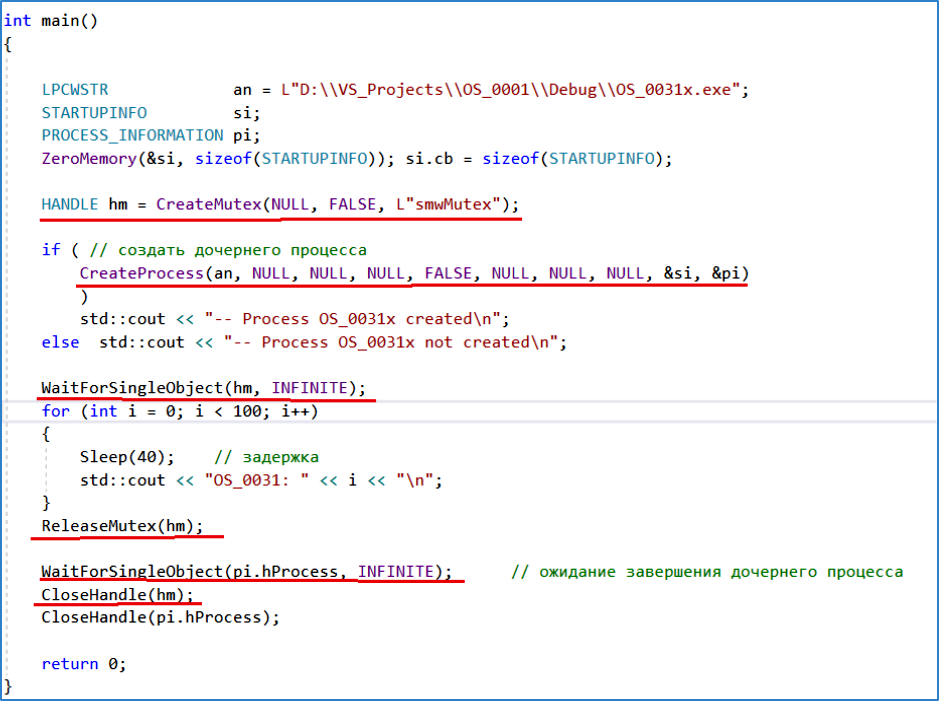 int main()
{
LPCWSTR an = L"D:\\VS_Projects\\OS_0001\\Debug\\OS_0031x.exe";
STARTUPINFO si;
PROCESS_INFORMATION pi;
ZeroMemory(&si, sizeof(STARTUPINFO)); si.cb = sizeof(STARTUPINFO);
HANDLE hm = CreateMutex(NULL, FALSE, L"smwMutex");
if ( // создать дочернего процесса
CreateProcess(an, NULL, NULL, NULL, FALSE, NULL, NULL, NULL, &si, &pi)
)
std::cout << "-- Process OS_0031x created\n";
else std::cout << "-- Process OS_0031x not created\n";
WaitForSingleObject(hm, INFINITE);
for (int i = 0; i < 100; i++)
{
Sleep(40); // задержка
std::cout << "OS_0031: " << i << "\n";
}
ReleaseMutex(hm);
WaitForSingleObject(pi.hProcess, INFINITE); // ожидание завершения дочернего процесса
CloseHandle(hm);
CloseHandle(pi.hProcess);
return 0;
}